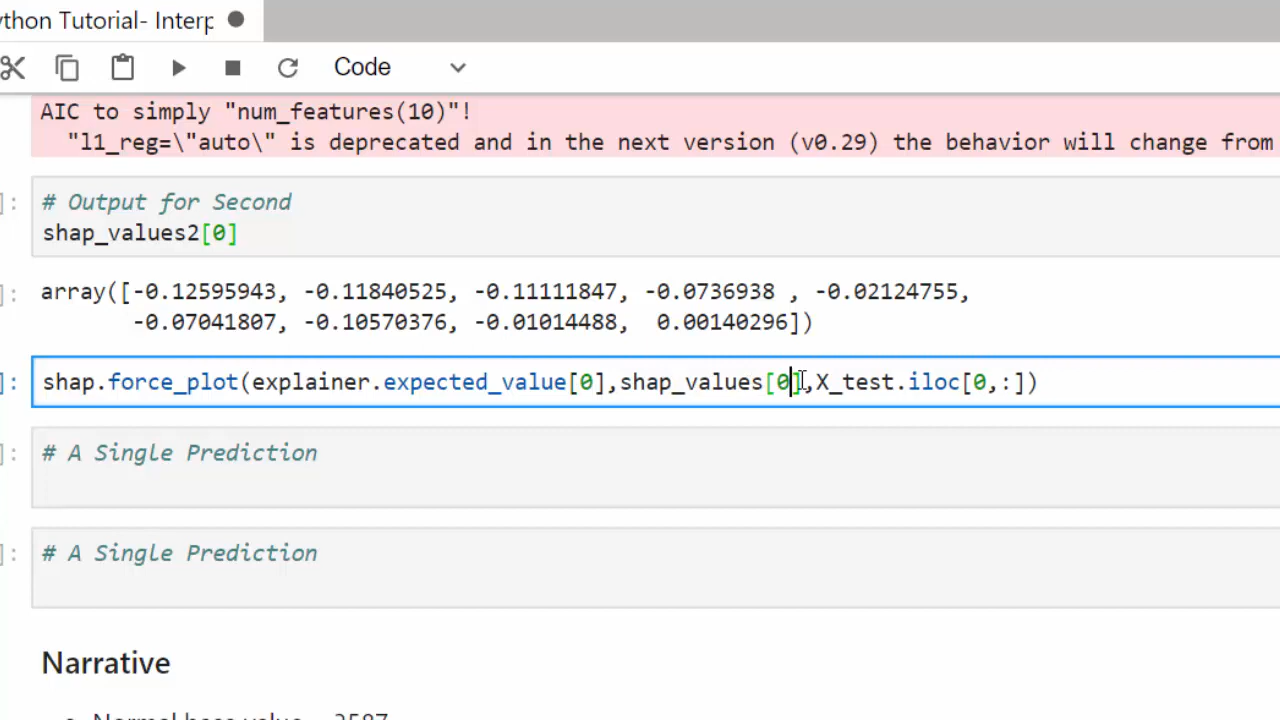 ython Tutorial- Interp
Code
AIC to simply "num_features(10)"!
"l1_reg=\"auto\" is deprecated and in the next version (v0.29) the behavior will change from
]: # Output for Second
shap_values2[0]
]: array([-0.12595943, -0.11840525, -0.11111847, -0.0736938 , -0.02124755,
-0.07041807, -0.10570376, -0.01014488,  0.00140296])
]: shap.force_plot(explainer.expected_value[0],shap_values[0],X_test.iloc[0,:])
]: # A Single Prediction
]: # A Single Prediction
Narrative